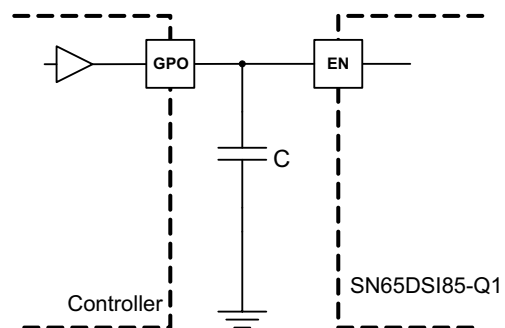 GPO
EN
C
SN65DSI85-Q1
Controller